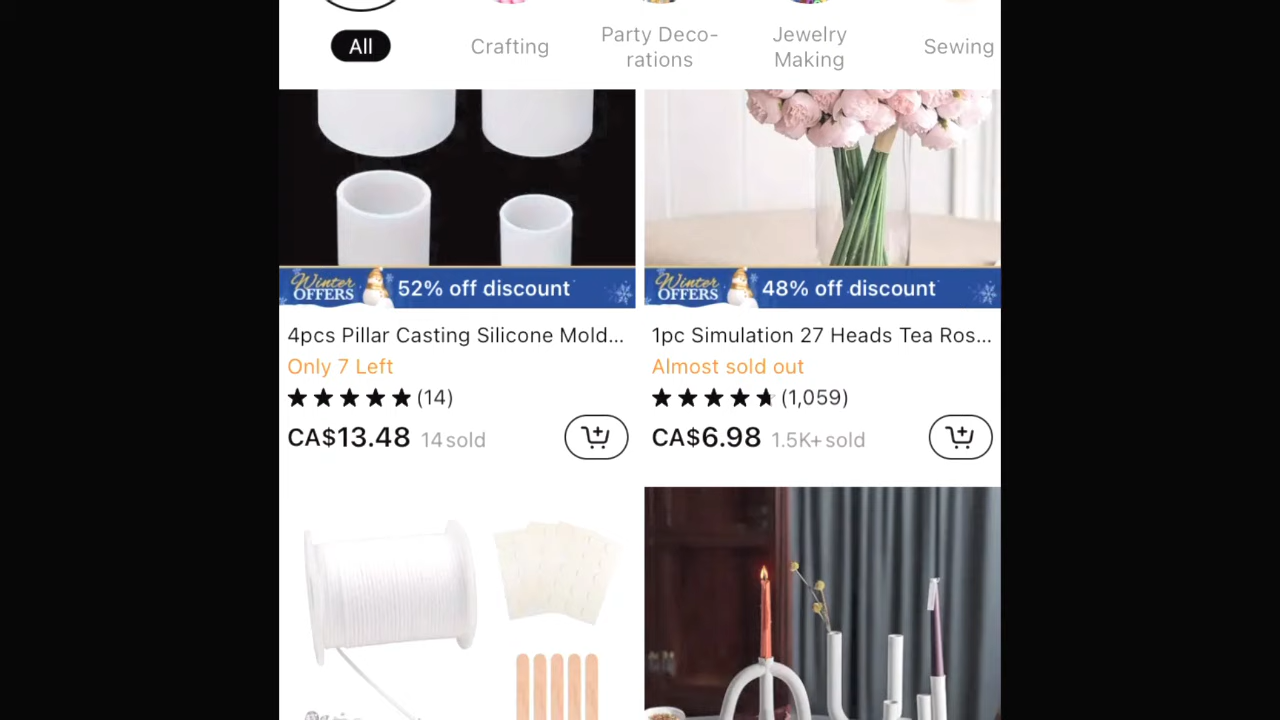 All
Crafting
Party Deco-
rations
Jewelry
Making
Sewing
Winter
OFFERS
52% off discount
Winter
OFFERS
48% off discount
4pcs Pillar Casting Silicone Mold...
1pc Simulation 27 Heads Tea Ros...
Only 7 Left
Almost sold out
(14)
(1,059)
CA$13.48 14 sold
CA$6.98 1.5K+ sold